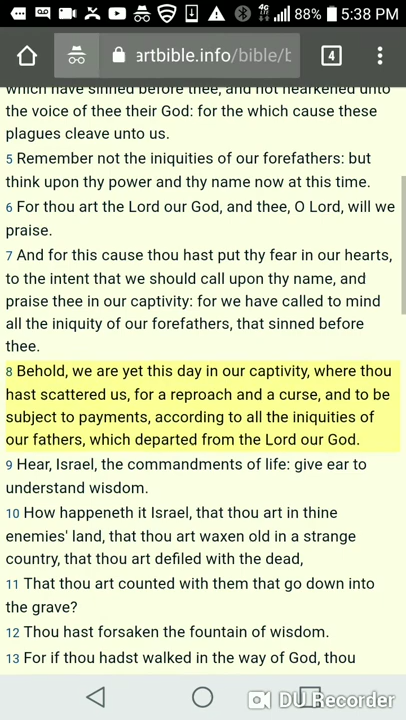 88% 5:38 PM
artbible.info/bible/b
4
which have sinned before thee, and not hearkened unto
the voice of thee their God: for the which cause these
plagues cleave unto us.
5 Remember not the iniquities of our forefathers: but
think upon thy power and thy name now at this time.
6 For thou art the Lord our God, and thee, O Lord, will we
praise.
7 And for this cause thou hast put thy fear in our hearts,
to the intent that we should call upon thy name, and
praise thee in our captivity: for we have called to mind
all the iniquity of our forefathers, that sinned before
thee.
8 Behold, we are yet this day in our captivity, where thou
hast scattered us, for a reproach and a curse, and to be
subject to payments, according to all the iniquities of
our fathers, which departed from the Lord our God.
9 Hear, Israel, the commandments of life: give ear to
understand wisdom.
10 How happeneth it Israel, that thou art in thine
enemies' land, that thou art waxen old in a strange
country, that thou art defiled with the dead,
11 That thou art counted with them that go down into
the grave?
12 Thou hast forsaken the fountain of wisdom.
13 For if thou hadst walked in the way of God, thou
DU Recorder